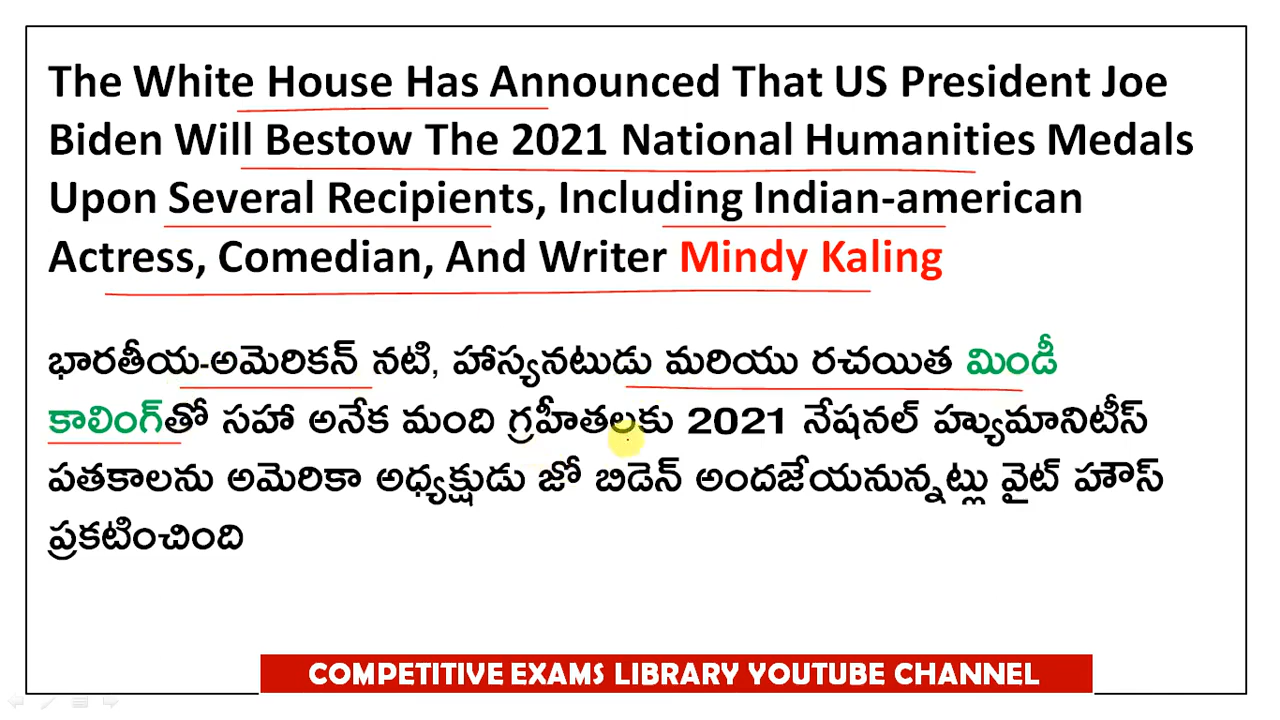 The White House Has Announced That US President Joe
Biden Will Bestow The 2021 National Humanities Medals
Upon Several Recipients, Including Indian-american
Actress, Comedian, And Writer Mindy Kaling
భారతీయ-అమెరికన్ నటి, హాస్యనటుడు మరియు రచయిత మిండీ
కాలింగ్‌తో సహా అనేక మంది గ్రహీతలకు 2021 నేషనల్ హ్యుమానిటీస్
పతకాలను అమెరికా అధ్యక్షుడు జో బిడెన్ అందజేయనున్నట్లు వైట్ హౌస్
ప్రకటించింది
COMPETITIVE EXAMS LIBRARY YOUTUBE CHANNEL